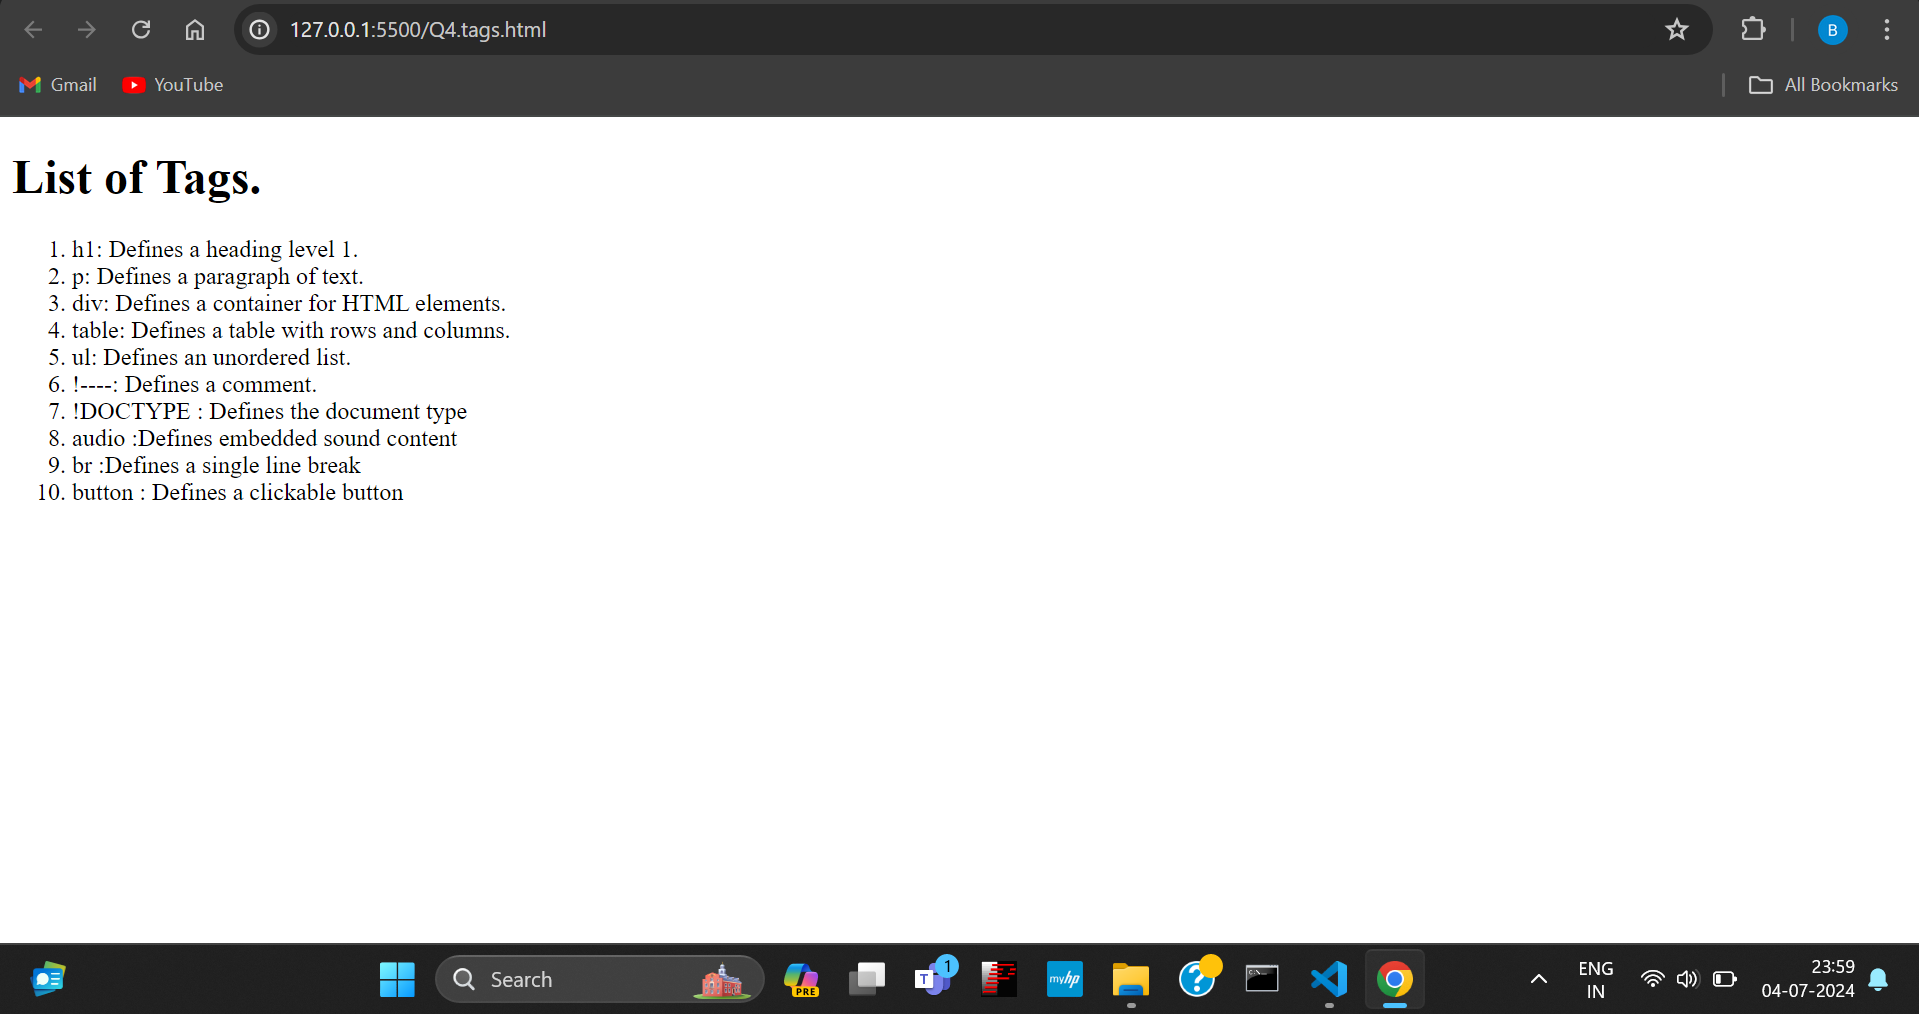 127.0.0.1:5500/Q4.tags.html
B
Gmail
YouTube
All Bookmarks
List of Tags.
1. h1: Defines a heading level 1.
2. p: Defines a paragraph of text.
3. div: Defines a container for HTML elements.
4. table: Defines a table with rows and columns.
5. ul: Defines an unordered list.
6. !----: Defines a comment.
7. !DOCTYPE : Defines the document type
8. audio :Defines embedded sound content
9. br :Defines a single line break
10. button : Defines a clickable button
Search
PRE
T
1
myhp
?
ENG
IN
23:59
04-07-2024